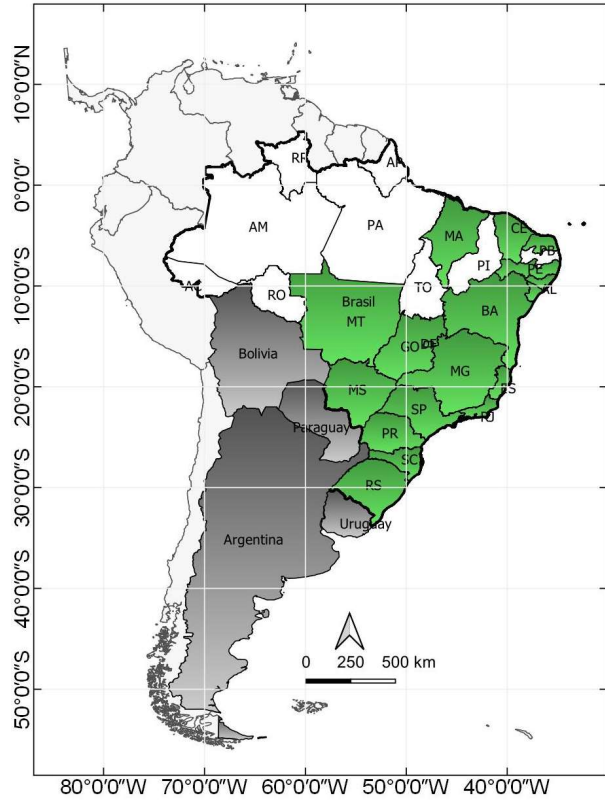 10°0'0"N
0°0'0"
10°0'0"S
20°0'0"S
30°0'0"S
40°0'0"S
50°0'0"S
RR
AM
PA
MA
CE
PB
PI
PE
AL
AC
RO
TO
Brasil
MT
BA
Bolivia
GO
DF
MG
MS
ES
SP
RJ
Paraguay
PR
SC
RS
Uruguay
Argentina
0 250 500 km
80°0'0"W 70°0'0"W 60°0'0"W 50°0'0"W 40°0'0"W